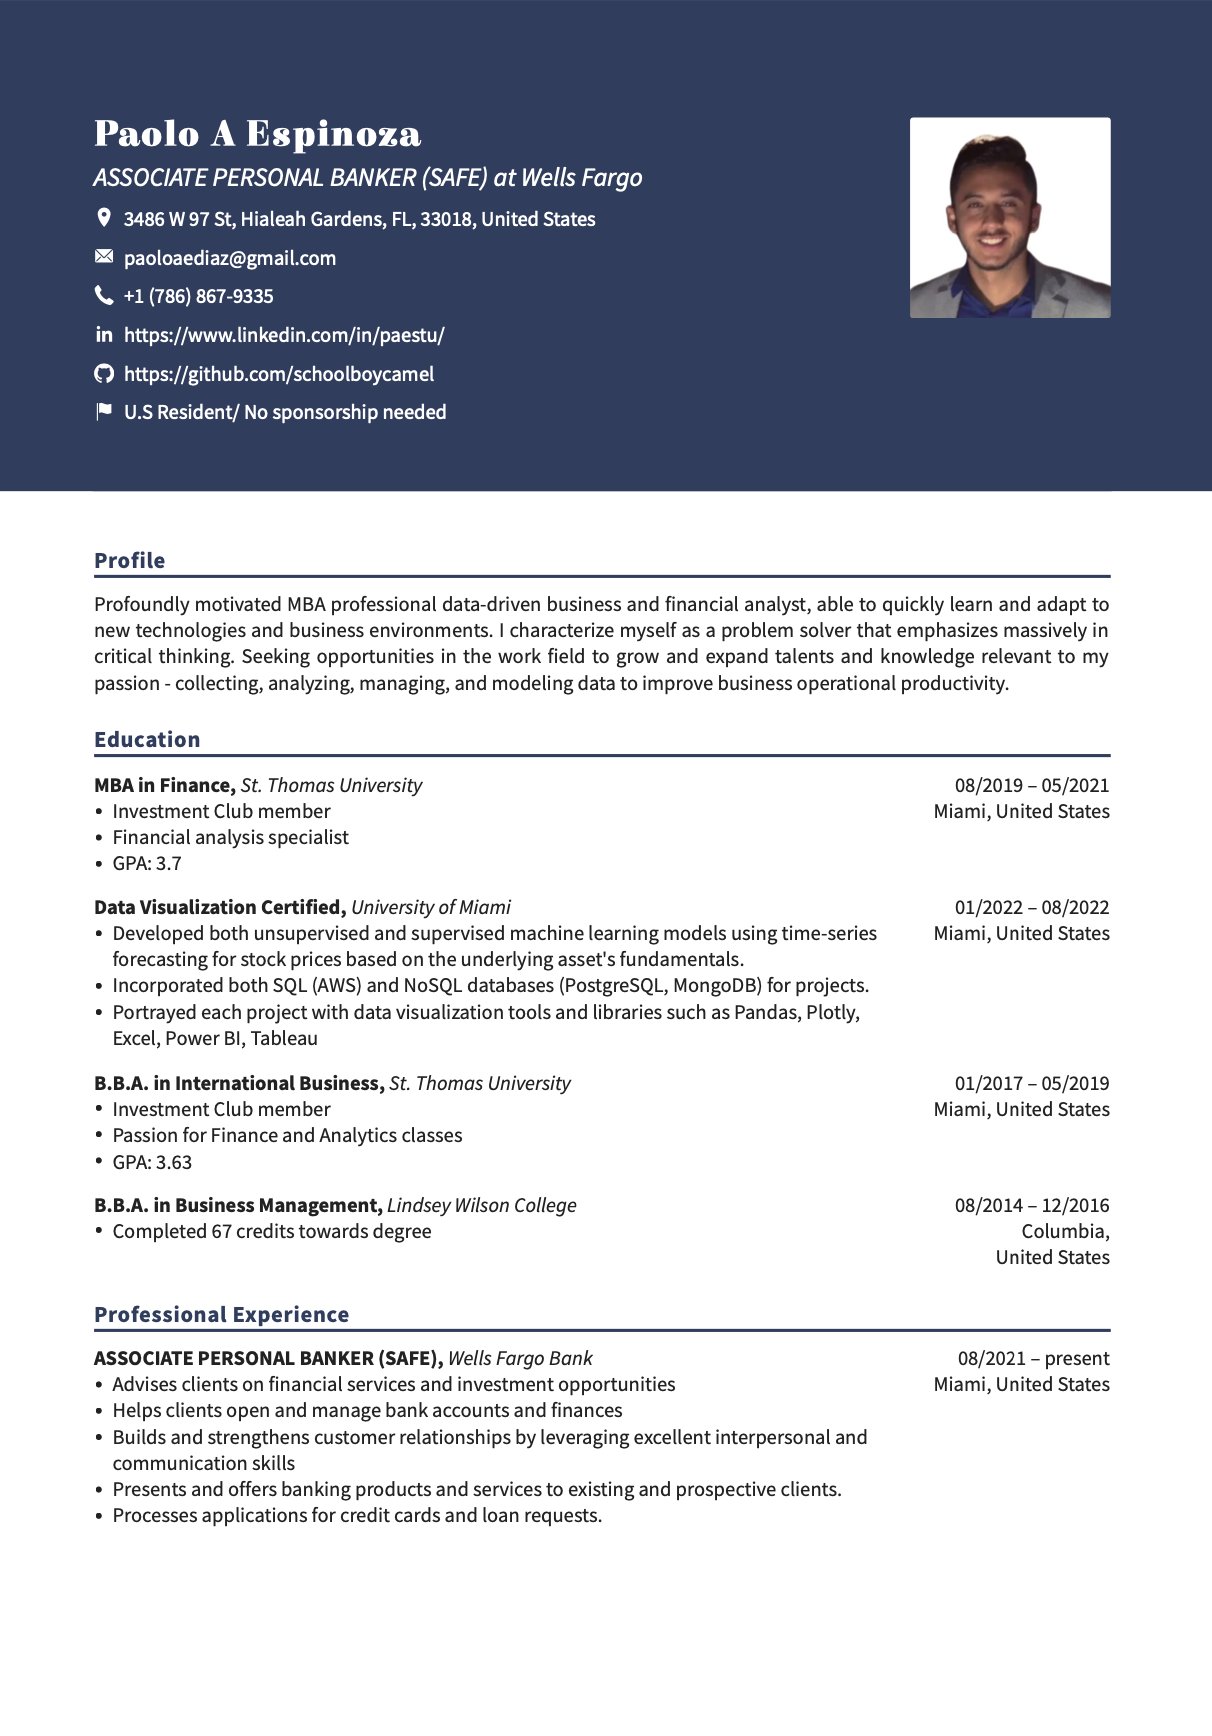 Paolo A Espinoza
ASSOCIATE PERSONAL BANKER (SAFE) at Wells Fargo
3486 W 97 St, Hialeah Gardens, FL, 33018, United States
paoloaediaz@gmail.com
+1 (786) 867-9335
https://www.linkedin.com/in/paestu/
https://github.com/schoolboycamel
U.S Resident/ No sponsorship needed
Profile
Profoundly motivated MBA professional data-driven business and financial analyst, able to quickly learn and adapt to
new technologies and business environments. I characterize myself as a problem solver that emphasizes massively in
critical thinking. Seeking opportunities in the work field to grow and expand talents and knowledge relevant to my
passion - collecting, analyzing, managing, and modeling data to improve business operational productivity.
Education
MBA in Finance, St. Thomas University 08/2019 – 05/2021
• Investment Club member Miami, United States
• Financial analysis specialist
• GPA: 3.7
Data Visualization Certified, University of Miami 01/2022 – 08/2022
• Developed both unsupervised and supervised machine learning models using time-series Miami, United States
forecasting for stock prices based on the underlying asset's fundamentals.
• Incorporated both SQL (AWS) and NoSQL databases (PostgreSQL, MongoDB) for projects.
• Portrayed each project with data visualization tools and libraries such as Pandas, Plotly,
Excel, Power BI, Tableau
B.B.A. in International Business, St. Thomas University 01/2017 – 05/2019
• Investment Club member Miami, United States
• Passion for Finance and Analytics classes
• GPA: 3.63
B.B.A. in Business Management, Lindsey Wilson College 08/2014 – 12/2016
• Completed 67 credits towards degree Columbia,
United States
Professional Experience
ASSOCIATE PERSONAL BANKER (SAFE), Wells Fargo Bank 08/2021 – present
• Advises clients on financial services and investment opportunities Miami, United States
• Helps clients open and manage bank accounts and finances
• Builds and strengthens customer relationships by leveraging excellent interpersonal and
communication skills
• Presents and offers banking products and services to existing and prospective clients.
• Processes applications for credit cards and loan requests.